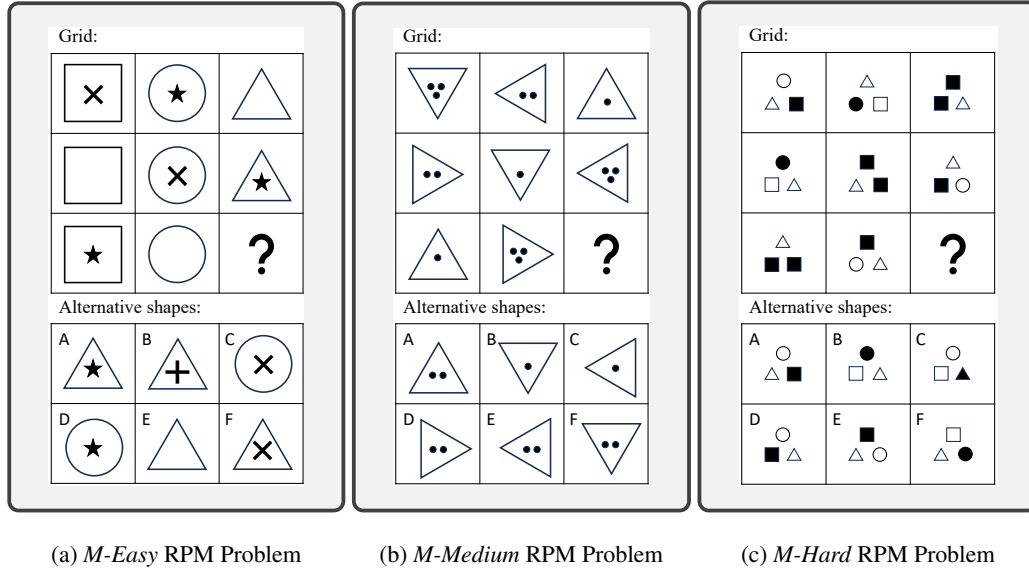 Grid:
?
Alternative shapes:
A B C
D E F
Grid:
?
Alternative shapes:
A B C
D E F
Grid:
?
Alternative shapes:
A B C
D E F
(a) M-Easy RPM Problem
(b) M-Medium RPM Problem
(c) M-Hard RPM Problem